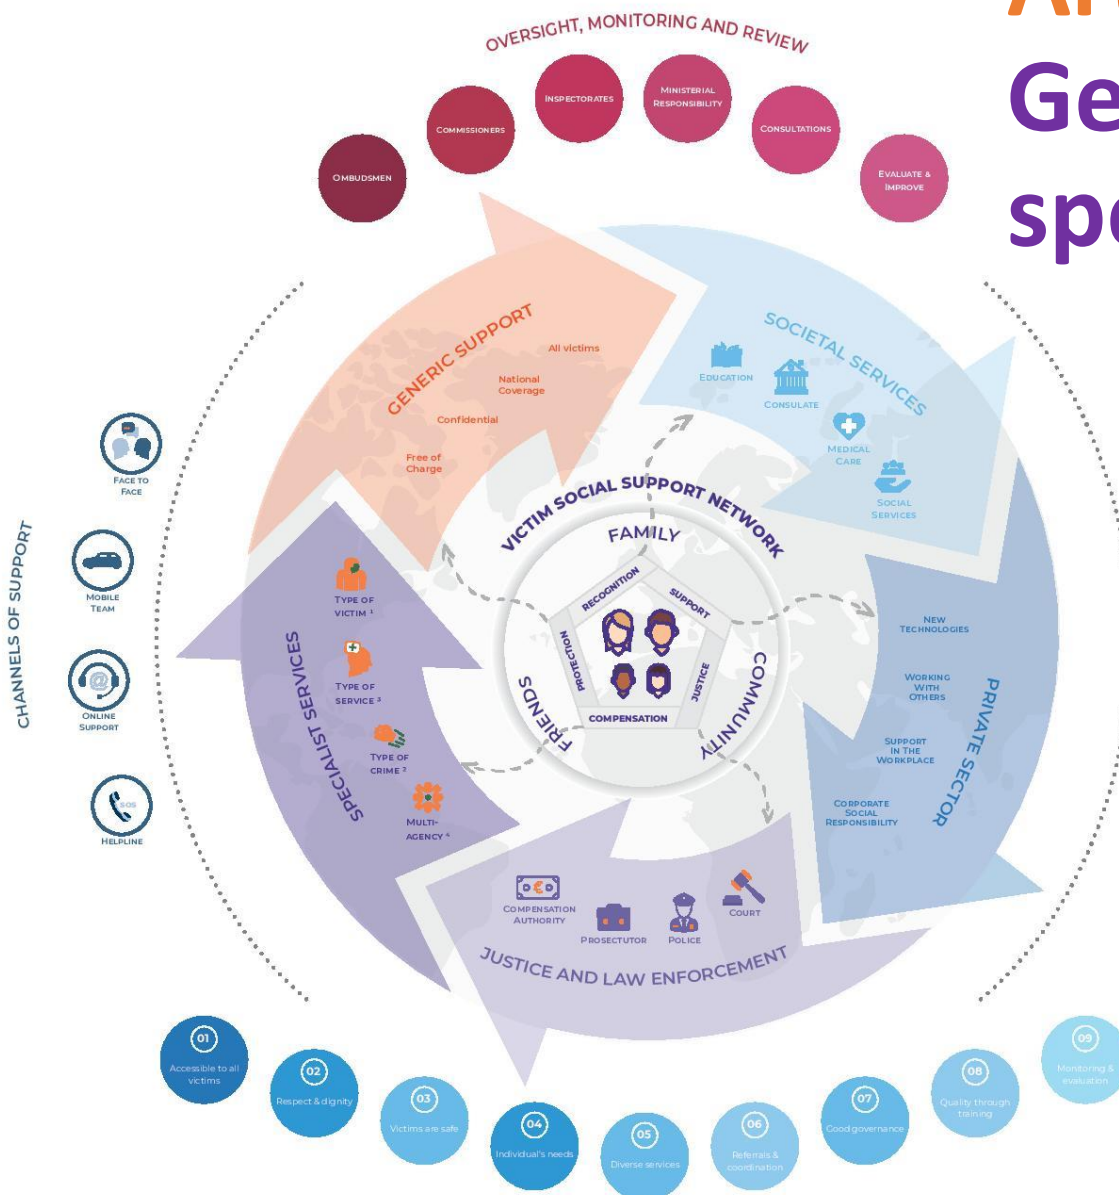 OVERSIGHT, MONITORING AND REVIEW
OMBUDSMEN
COMMISSIONERS
INSPECTORATES
MINISTERIAL
RESPONSIBILITY
CONSULTATIONS
EVALUATE &
IMPROVE
Ge
spe
GENERIC SUPPORT
All victims
National
Coverage
Confidential
Free of
Charge
SOCIETAL SERVICES
EDUCATION
CONSULATE
MEDICAL
CARE
SOCIAL
SERVICES
CHANNELS OF SUPPORT
FACE TO
FACE
MOBILE
TEAM
@
ONLINE
SUPPORT
SOS
HELPLINE
VICTIM SOCIAL SUPPORT NETWORK
FAMILY
FRIENDS
COMMUNITY
RECOGNITION
SUPPORT
PROTECTION
JUSTICE
COMPENSATION
SPECIALIST SERVICES
TYPE OF
VICTIM ¹
TYPE OF
SERVICE ³
TYPE OF
CRIME ²
MULTI-
AGENCY ⁴
PRIVATE SECTOR
NEW
TECHNOLOGIES
WORKING
WITH
OTHERS
SUPPORT
IN THE
WORKPLACE
CORPORATE
SOCIAL
RESPONSIBILITY
COMPENSATION
AUTHORITY
PROSECTUTOR
POLICE
COURT
JUSTICE AND LAW ENFORCEMENT
01
Accessible to all
victims
02
Respect & dignity
03
Victims are safe
04
Individual's needs
05
Diverse services
06
Referrals &
coordination
07
Good governance
08
Quality through
training
09
Monitoring &
evaluation